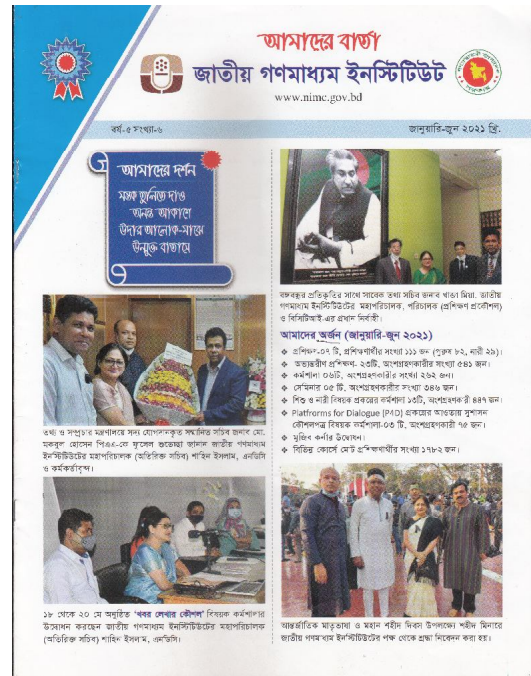 আমাদের বার্তা
জাতীয় গণমাধ্যম ইনস্টিটিউট
www.nimc.gov.bd
বর্ষ-৫ সংখ্যা-৬
জানুয়ারি-জুন ২০২১ খ্রি.
আমাদের দর্শন
মস্তক তুলিতে দাও
অনন্ত আকাশে
উদার আলোক-মাঝে
উন্মুক্ত বাতাসে
তথ্য ও সম্প্রচার মন্ত্রণালয়ে সদ্য যোগদানকৃত সম্মানিত সচিব জনাব মো.
মকবুল হোসেন পিএএ-কে ফুলেল শুভেচ্ছা জানান জাতীয় গণমাধ্যম
ইনস্টিটিউটের মহাপরিচালক (অতিরিক্ত সচিব) শাহিন ইসলাম, এনডিসি
ও কর্মকর্তাবৃন্দ।
১৮ থেকে ২০ মে অনুষ্ঠিত 'খবর লেখার কৌশল' বিষয়ক কর্মশালার
উদ্বোধন করছেন জাতীয় গণমাধ্যম ইনস্টিটিউটের মহাপরিচালক
(অতিরিক্ত সচিব) শাহিন ইসলাম, এনডিসি।
বঙ্গবন্ধুর প্রতিকৃতির সাথে সাবেক তথ্য সচিব জনাব খাজা মিয়া, জাতীয়
গণমাধ্যম ইনস্টিটিউটের মহাপরিচালক, পরিচালক (প্রশিক্ষণ প্রকৌশল)
ও বিসিটিআই-এর প্রধান নির্বাহী।
আমাদের অর্জন (জানুয়ারি-জুন ২০২১)
❖ প্রশিক্ষণ-০৭ টি, প্রশিক্ষণার্থীর সংখ্যা ১১১ জন (পুরুষ ৮২, নারী ২৯)।
❖ অভ্যন্তরীণ প্রশিক্ষণ- ২৩টি, অংশগ্রহণকারীর সংখ্যা ৫৪১ জন।
❖ কর্মশালা ০৬টি, অংশগ্রহণকারীর সংখ্যা ২৬২ জন।
❖ সেমিনার ০৫ টি, অংশগ্রহণকারীর সংখ্যা ৩৪৬ জন।
❖ শিশু ও নারী বিষয়ক প্রকল্পের কর্মশালা ১৩টি, অংশগ্রহণকারী ৪৪৭ জন।
❖ Platfrorms for Dialogue (P4D) প্রকল্পের আওতায় সুশাসন
কৌশলপত্র বিষয়ক কর্মশালা-০৩ টি, অংশগ্রহণকারী ৭৫ জন।
❖ মুজিব কর্নার উদ্বোধন।
❖ বিভিন্ন কোর্সে মোট প্রশিক্ষণার্থীর সংখ্যা ১৭৮২ জন।
আন্তর্জাতিক মাতৃভাষা ও মহান শহীদ দিবস উপলক্ষ্যে শহীদ মিনারে
জাতীয় গণমাধ্যম ইনস্টিটিউটের পক্ষ থেকে শ্রদ্ধা নিবেদন করা হয়।